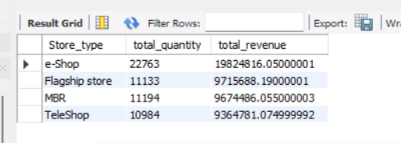 Result Grid Filter Rows: Export: Wra
Store_type total_quantity total_revenue
e-Shop 22763 19824816.05000001
Flagship store 11133 9715688.19000001
MBR 11194 9674486.055000003
TeleShop 10984 9364781.074999992